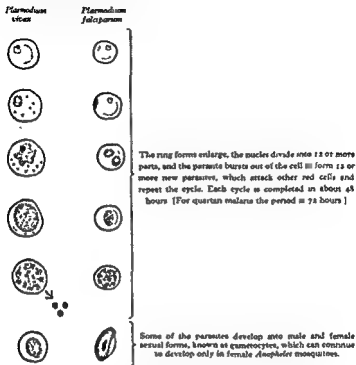 Plasmodium vivax
Plasmodium falciparum
The ring forms enlarge, the nuclei divide into 12 or more
parts, and the parasite bursts out of the cell to form 12 or
more new parasites, which attack other red cells and
repeat the cycle. Each cycle is completed in about 48
hours [For quartan malaria the period is 72 hours]
Some of the parasites develop into male and female
sexual forms, known as gametocytes, which can continue
to develop only in female Anopheles mosquitoes.